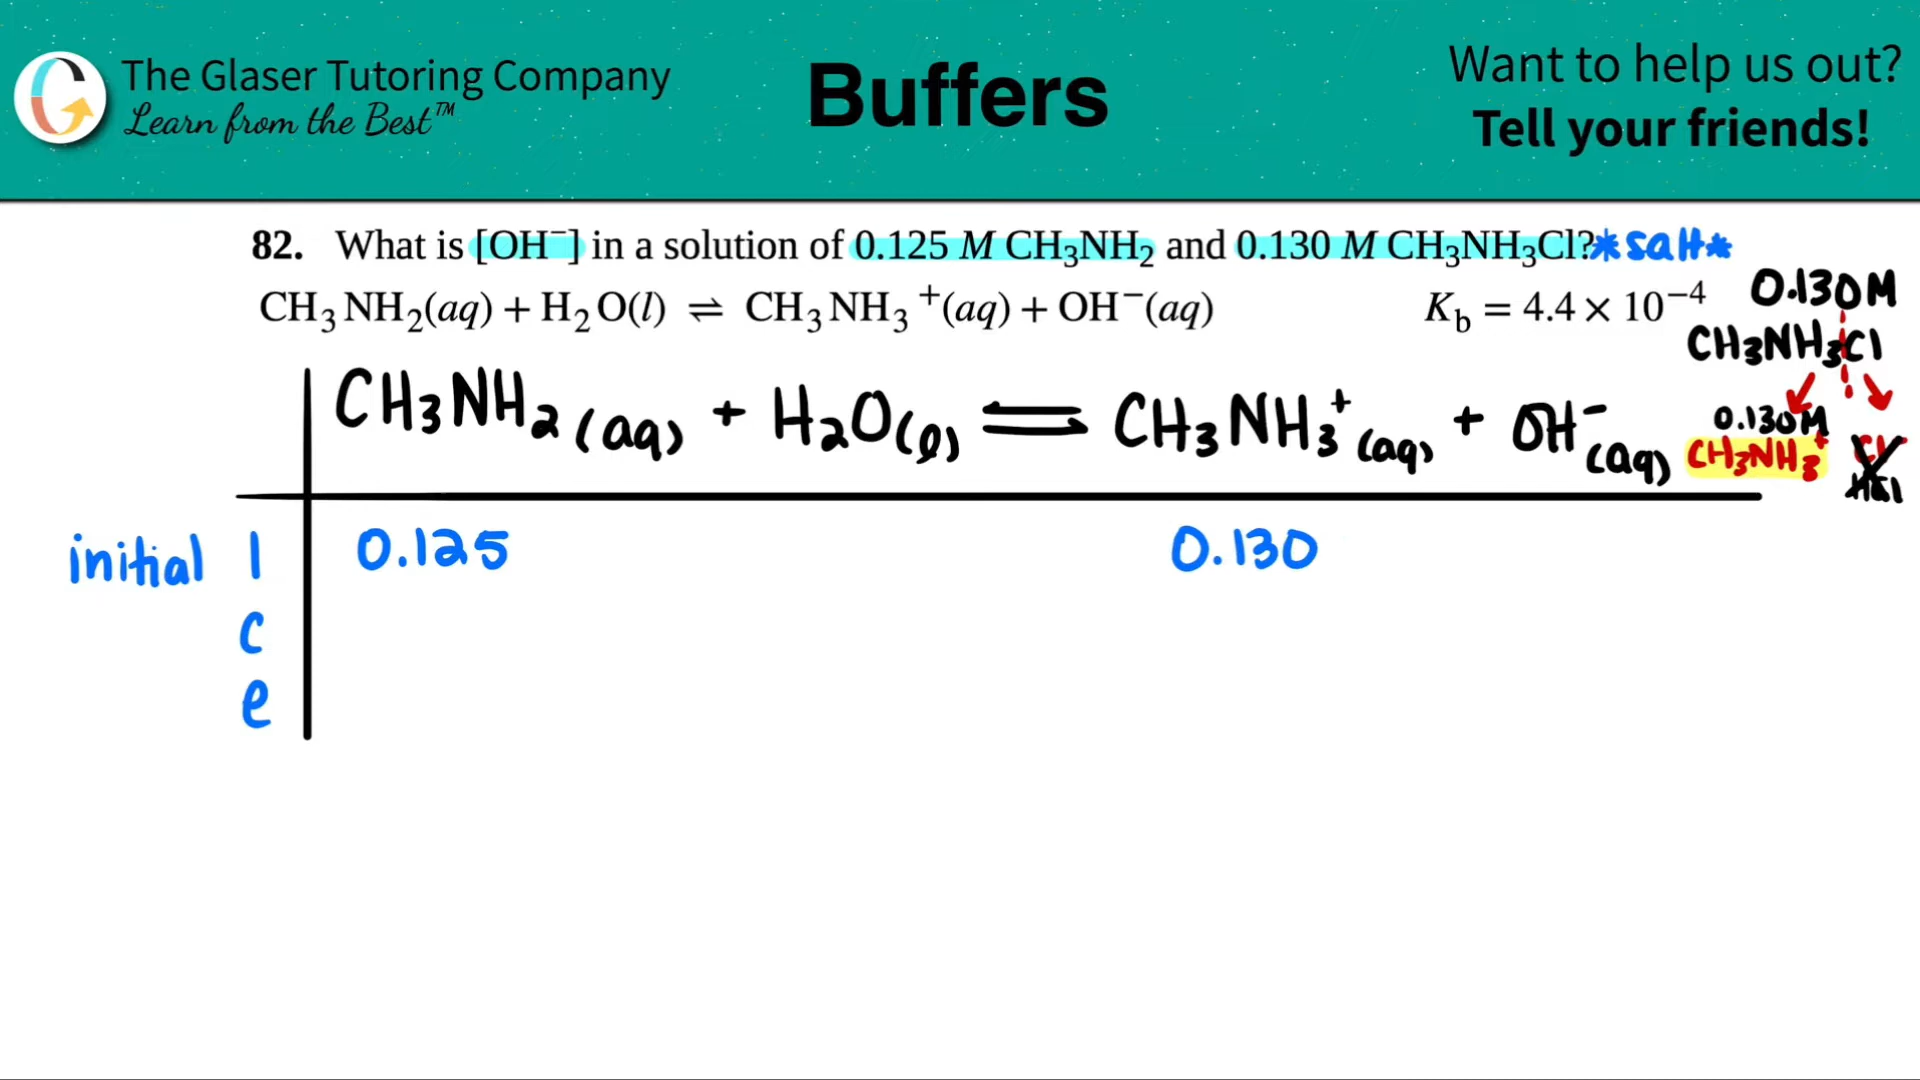 The Glaser Tutoring Company
Learn from the Best™
Buffers
Want to help us out?
Tell your friends!
82. What is [OH⁻] in a solution of 0.125 M CH₃NH₂ and 0.130 M CH₃NH₃Cl? *salt*
CH₃NH₂(aq) + H₂O(l) ⇌ CH₃NH₃⁺(aq) + OH⁻(aq) K_b = 4.4 × 10⁻⁴
0.130M
CH₃NH₃Cl
0.130M
CH₃NH₃⁺
CH₃NH₂(aq) + H₂O(l) ⇌ CH₃NH₃⁺(aq) + OH⁻(aq)
initial I 0.125 0.130
C
e